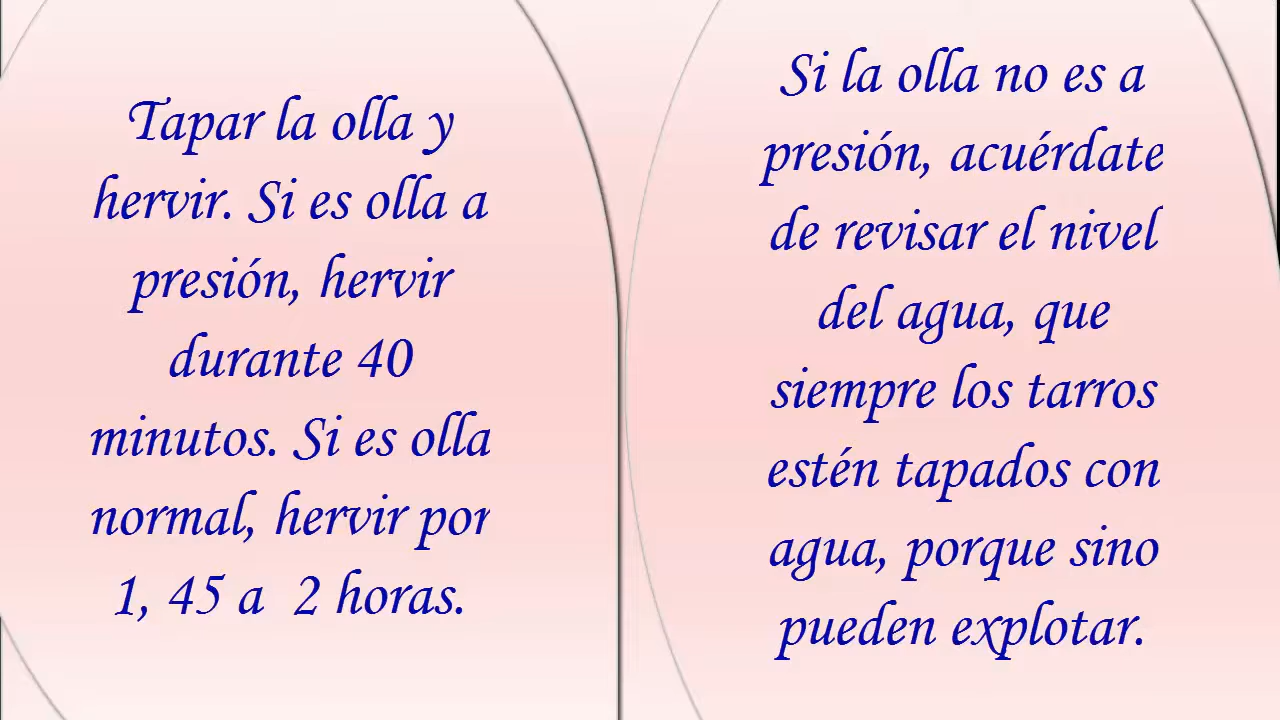 Tapar la olla y
hervir. Si es olla a
presión, hervir
durante 40
minutos. Si es olla
normal, hervir por
1, 45 a  2 horas.
Si la olla no es a
presión, acuérdate
de revisar el nivel
del agua, que
siempre los tarros
estén tapados con
agua, porque sino
pueden explotar.